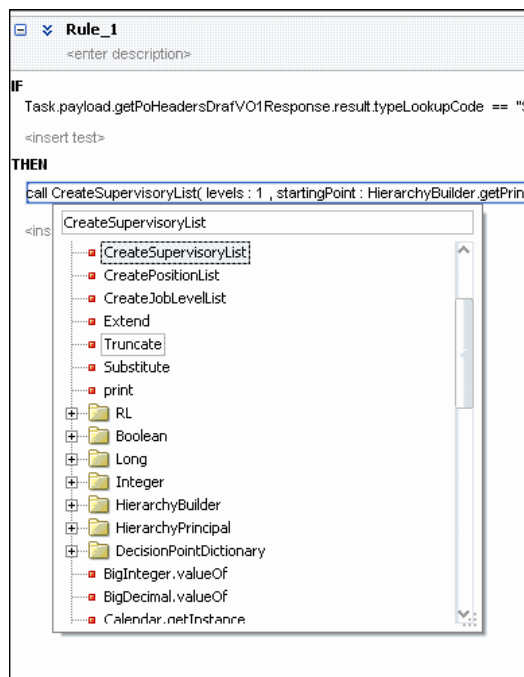 Rule_1
<enter description>
IF
Task.payload.getPoHeadersDrafVO1Response.result.typeLookupCode == "S
<insert test>
THEN
call CreateSupervisoryList( levels : 1 , startingPoint : HierarchyBuilder.getPrin
<ins
CreateSupervisoryList
CreateSupervisoryList
CreatePositionList
CreateJobLevelList
Extend
Truncate
Substitute
print
RL
Boolean
Long
Integer
HierarchyBuilder
HierarchyPrincipal
DecisionPointDictionary
BigInteger.valueOf
BigDecimal.valueOf
Calendar.getInstance